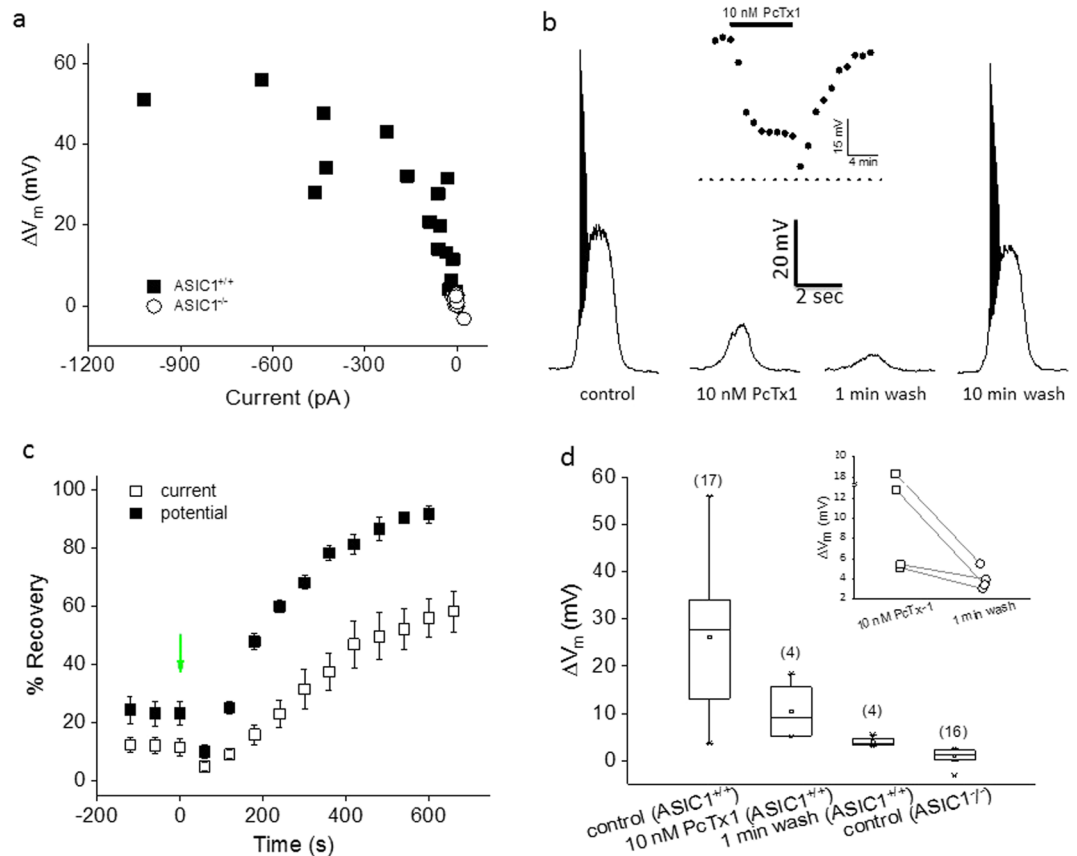 a
60
40
20
0
ΔVm (mV)
ASIC1+/+
ASIC1-/-
-1200
-900
-600
-300
0
Current (pA)
b
10 nM PcTx1
15 mV
4 min
20 mV
2 sec
control
10 nM PcTx1
1 min wash
10 min wash
c
100
80
60
40
20
0
% Recovery
current
potential
-200
0
200
400
600
Time (s)
d
60
50
40
30
20
10
0
ΔVm (mV)
(17)
(4)
(4)
(16)
control (ASIC1+/+)
10 nM PcTx1 (ASIC1+/+)
1 min wash (ASIC1+/+)
control (ASIC1-/-)
20
18
16
12
10
8
6
4
2
ΔVm (mV)
10 nM PcTx-1
1 min wash